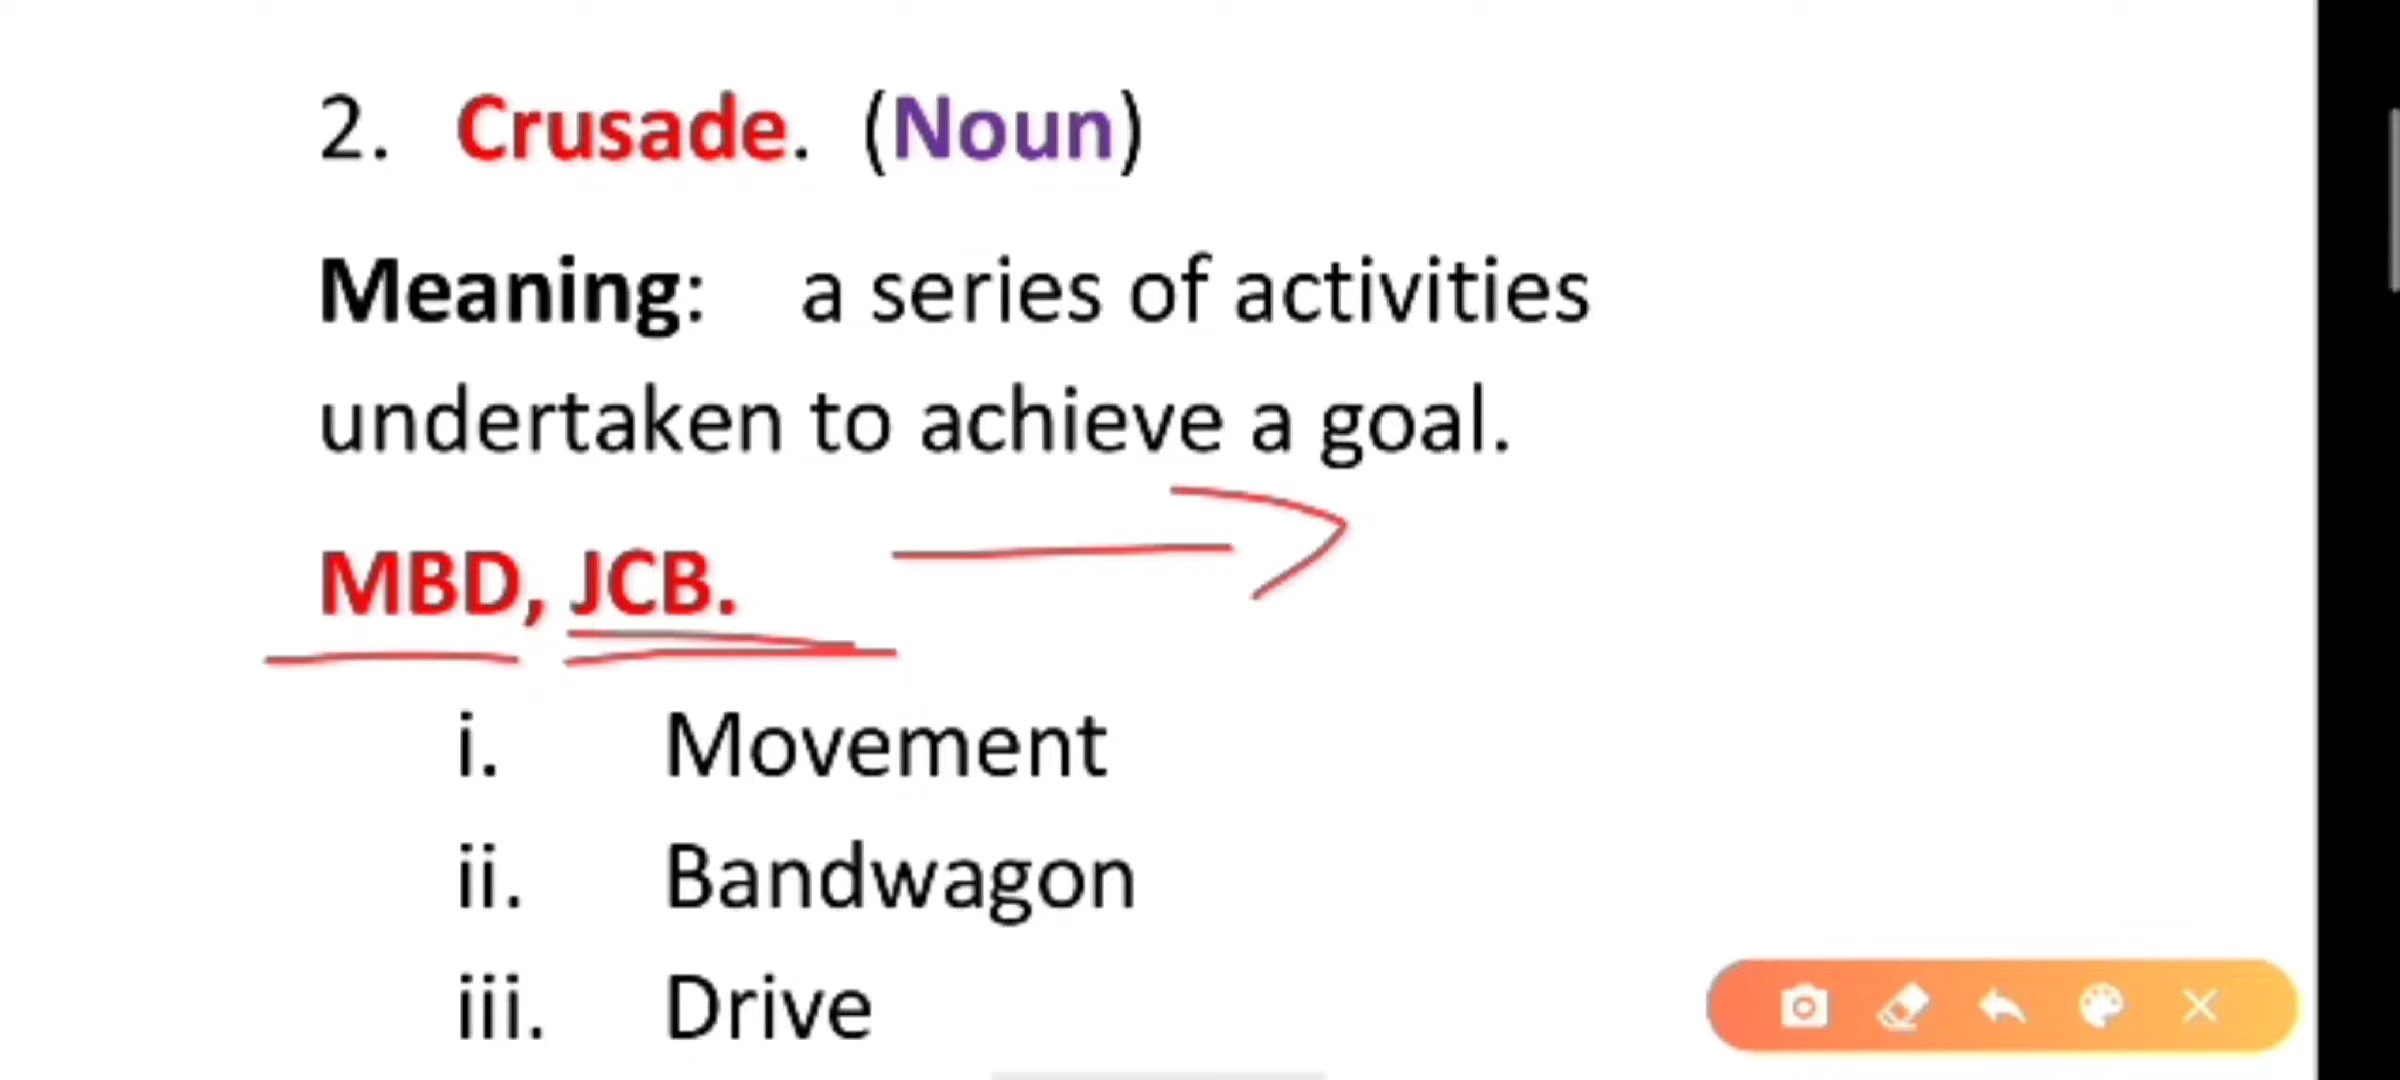 2. Crusade. (Noun)
Meaning: a series of activities
undertaken to achieve a goal.
MBD, JCB.
i. Movement
ii. Bandwagon
iii. Drive